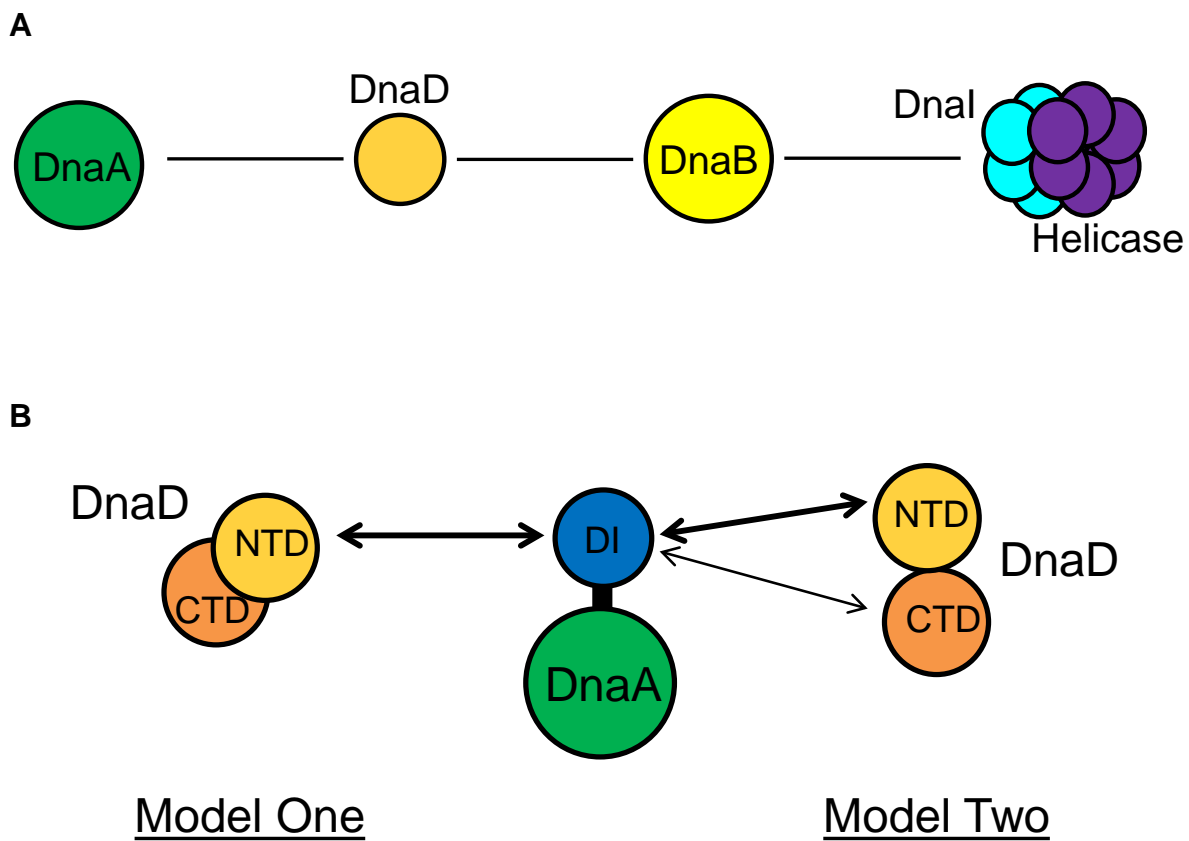 A
DnaD
DnaI
DnaA
DnaB
Helicase
B
DnaD
NTD
CTD
DI
DnaA
NTD
DnaD
CTD
Model One
Model Two